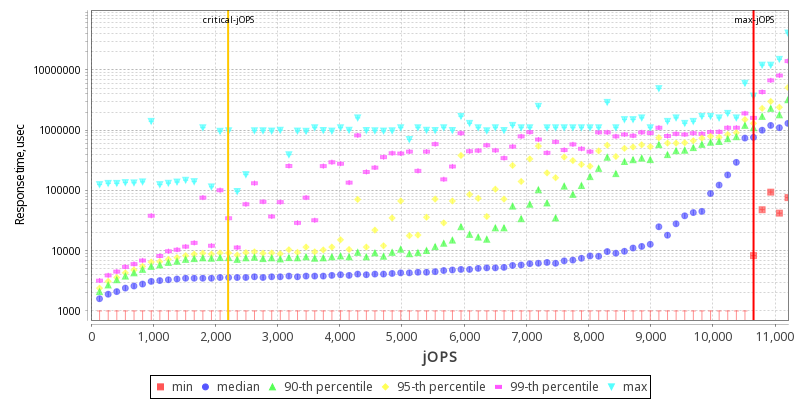 critical-jOPS max-jOPS
10000000
1000000
100000
10000
1000
Response time, usec
0 1,000 2,000 3,000 4,000 5,000 6,000 7,000 8,000 9,000 10,000 11,000
jOPS
min median 90-th percentile 95-th percentile 99-th percentile max